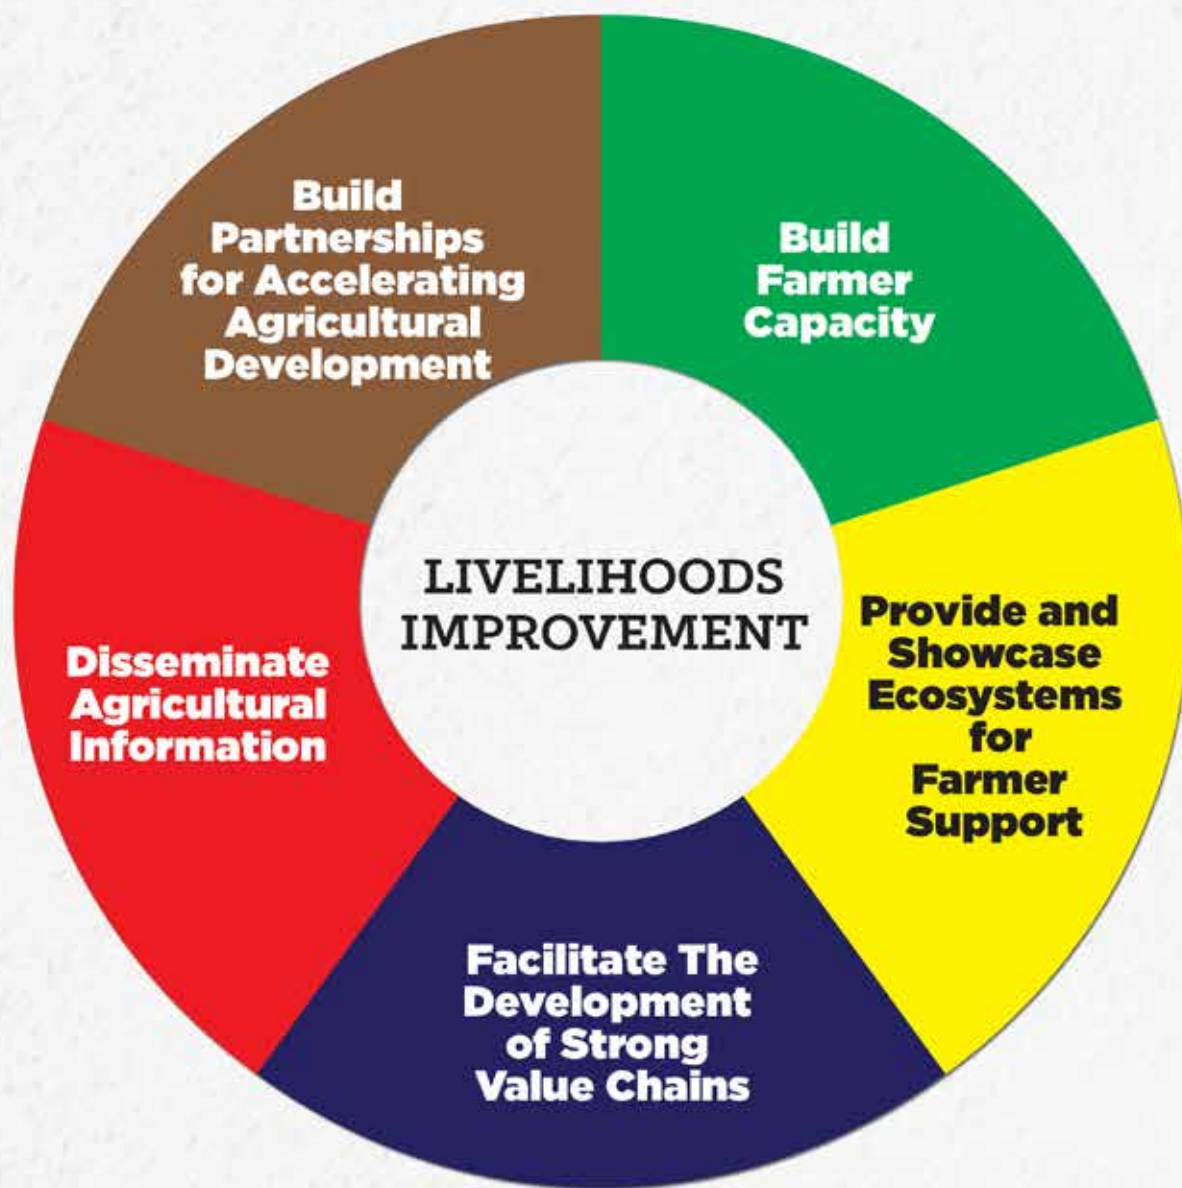 Build
Partnerships
for Accelerating
Agricultural
Development
Build
Farmer
Capacity
LIVELIHOODS
IMPROVEMENT
Provide and
Showcase
Ecosystems
for
Farmer
Support
Disseminate
Agricultural
Information
Facilitate The
Development
of Strong
Value Chains